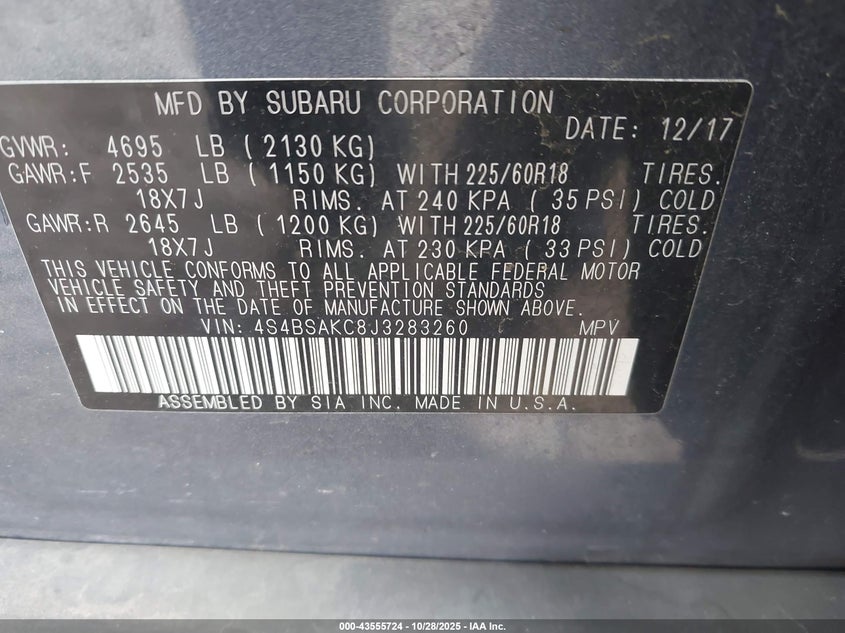 MFD BY SUBARU CORPORATION
DATE: 12/17
GVWR: 4695 LB ( 2130 KG)
GAWR:F 2535 LB ( 1150 KG) WITH 225/60R18 TIRES.
18X7J RIMS. AT 240 KPA ( 35 PSI) COLD
GAWR:R 2645 LB ( 1200 KG) WITH 225/60R18 TIRES.
18X7J RIMS. AT 230 KPA ( 33 PSI) COLD
THIS VEHICLE CONFORMS TO ALL APPLICABLE FEDERAL MOTOR
VEHICLE SAFETY AND THEFT PREVENTION STANDARDS
IN EFFECT ON THE DATE OF MANUFACTURE SHOWN ABOVE.
VIN: 4S4BSAKC8J3283260 MPV
ASSEMBLED BY SIA INC. MADE IN U.S.A.
000-43555724 | 10/28/2025 - IAA Inc.